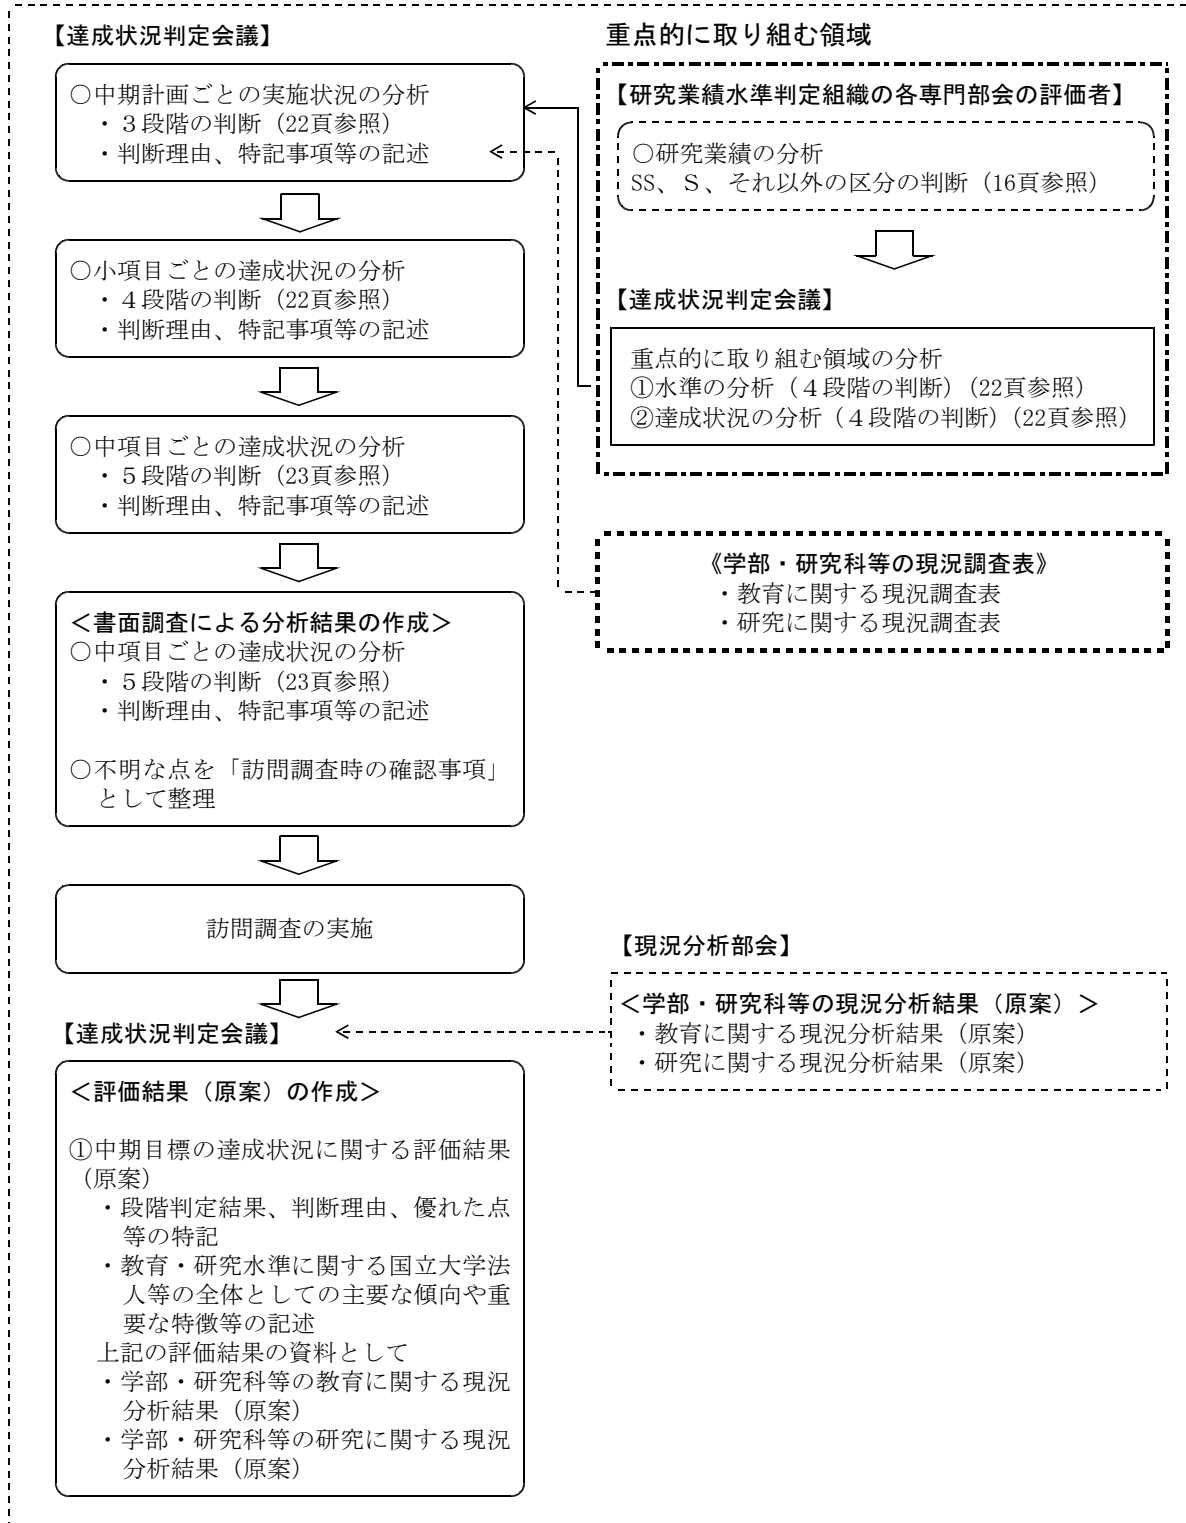 【達成状況判定会議】
○中期計画ごとの実施状況の分析
・３段階の判断（22頁参照）
・判断理由、特記事項等の記述
○小項目ごとの達成状況の分析
・４段階の判断（22頁参照）
・判断理由、特記事項等の記述
○中項目ごとの達成状況の分析
・５段階の判断（23頁参照）
・判断理由、特記事項等の記述
＜書面調査による分析結果の作成＞
○中項目ごとの達成状況の分析
・５段階の判断（23頁参照）
・判断理由、特記事項等の記述
○不明な点を「訪問調査時の確認事項」
として整理
訪問調査の実施
【達成状況判定会議】
＜評価結果（原案）の作成＞
①中期目標の達成状況に関する評価結果
（原案）
・段階判定結果、判断理由、優れた点
等の特記
・教育・研究水準に関する国立大学法
人等の全体としての主要な傾向や重
要な特徴等の記述
上記の評価結果の資料として
・学部・研究科等の教育に関する現況
分析結果（原案）
・学部・研究科等の研究に関する現況
分析結果（原案）
重点的に取り組む領域
【研究業績水準判定組織の各専門部会の評価者】
○研究業績の分析
SS、Ｓ、それ以外の区分の判断（16頁参照）
【達成状況判定会議】
重点的に取り組む領域の分析
①水準の分析（４段階の判断）（22頁参照）
②達成状況の分析（４段階の判断）（22頁参照）
《学部・研究科等の現況調査表》
・教育に関する現況調査表
・研究に関する現況調査表
【現況分析部会】
＜学部・研究科等の現況分析結果（原案）＞
・教育に関する現況分析結果（原案）
・研究に関する現況分析結果（原案）